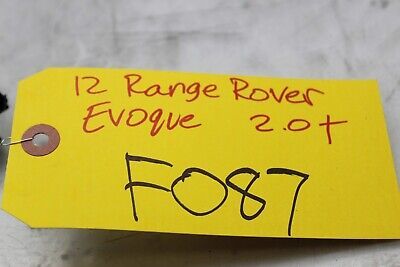 12 Range Rover
Evoque 2.0t
F087